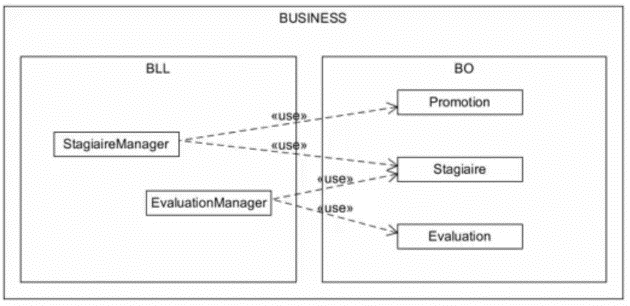 BUSINESS
BLL
BO
Promotion
«use»
StagiaireManager
«use»
Stagiaire
«use»
EvaluationManager
«use»
Evaluation